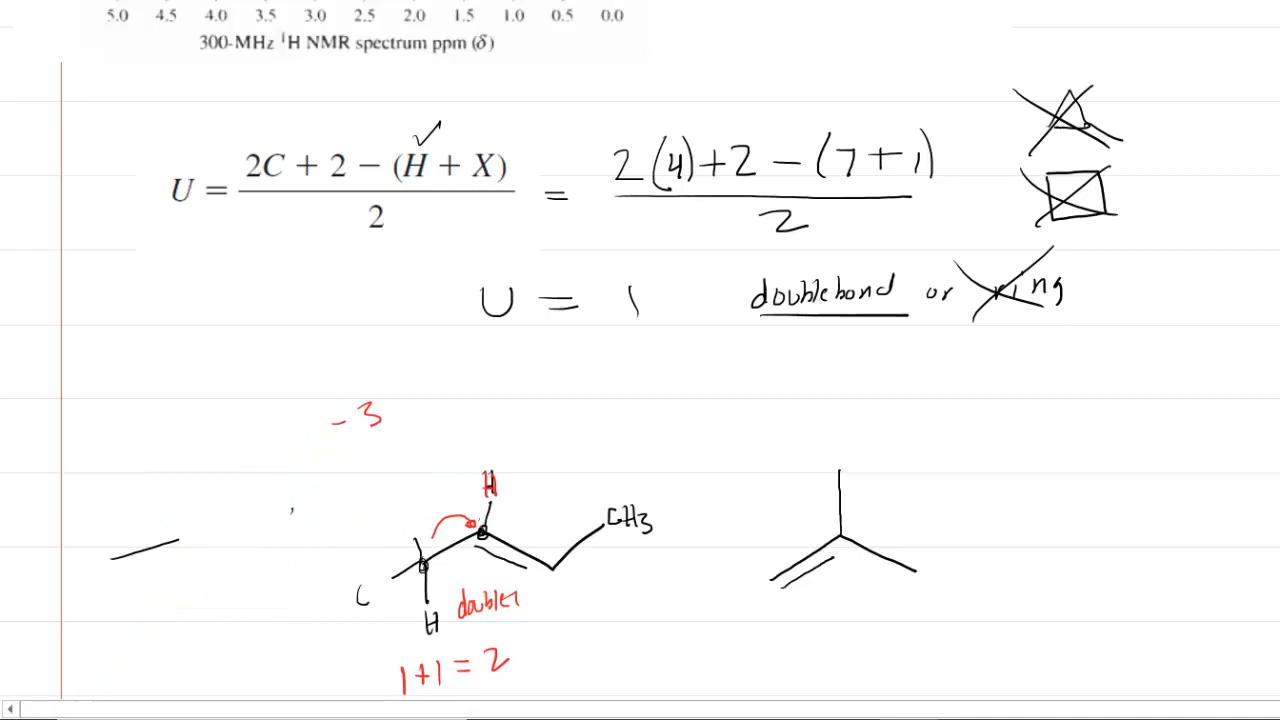 5.0 4.5 4.0 3.5 3.0 2.5 2.0 1.5 1.0 0.5 0.0
300-MHz ¹H NMR spectrum ppm (δ)
U = 2C + 2 − (H + X) / 2 = 2(4)+2 − (7+1) / 2
U = 1 double bond or ring
- 3
H
CH3
H doublet
1+1 = 2